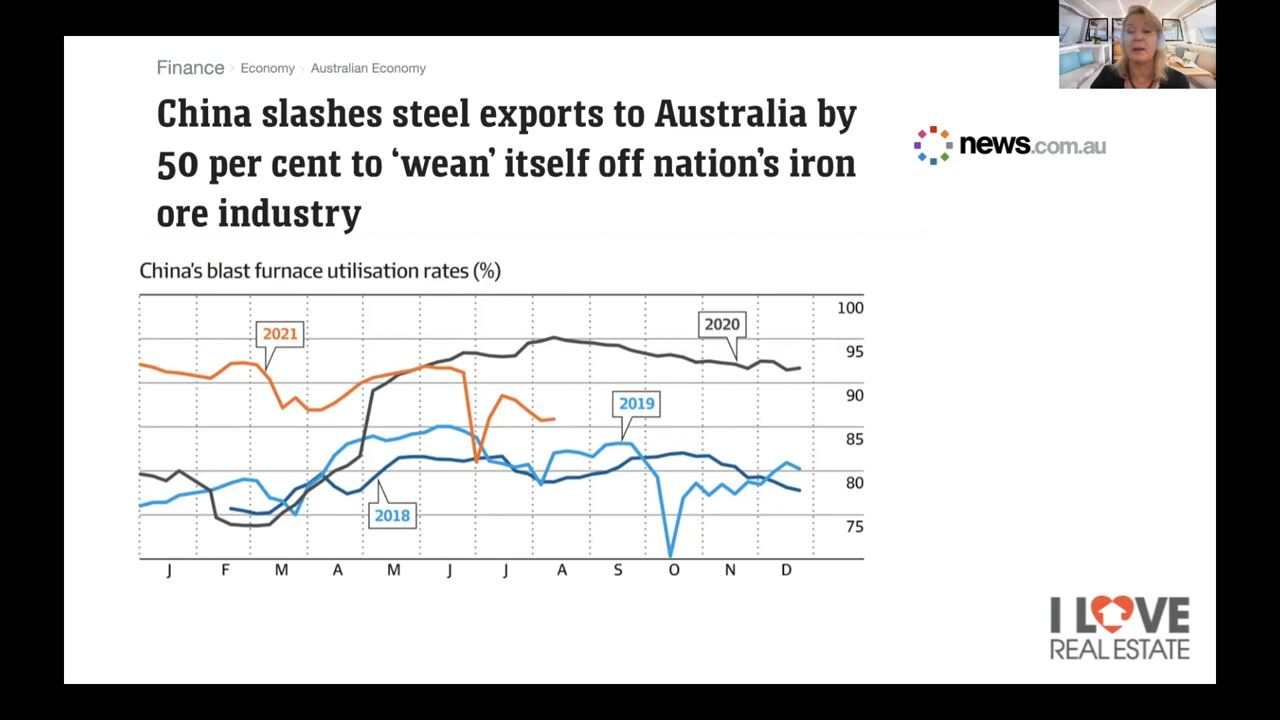 Finance › Economy › Australian Economy
China slashes steel exports to Australia by
50 per cent to ‘wean’ itself off nation’s iron
ore industry
news.com.au
China's blast furnace utilisation rates (%)
100
2020
2021
95
90
2019
85
80
2018
75
J F M A M J J A S O N D
I LOVE
REAL ESTATE